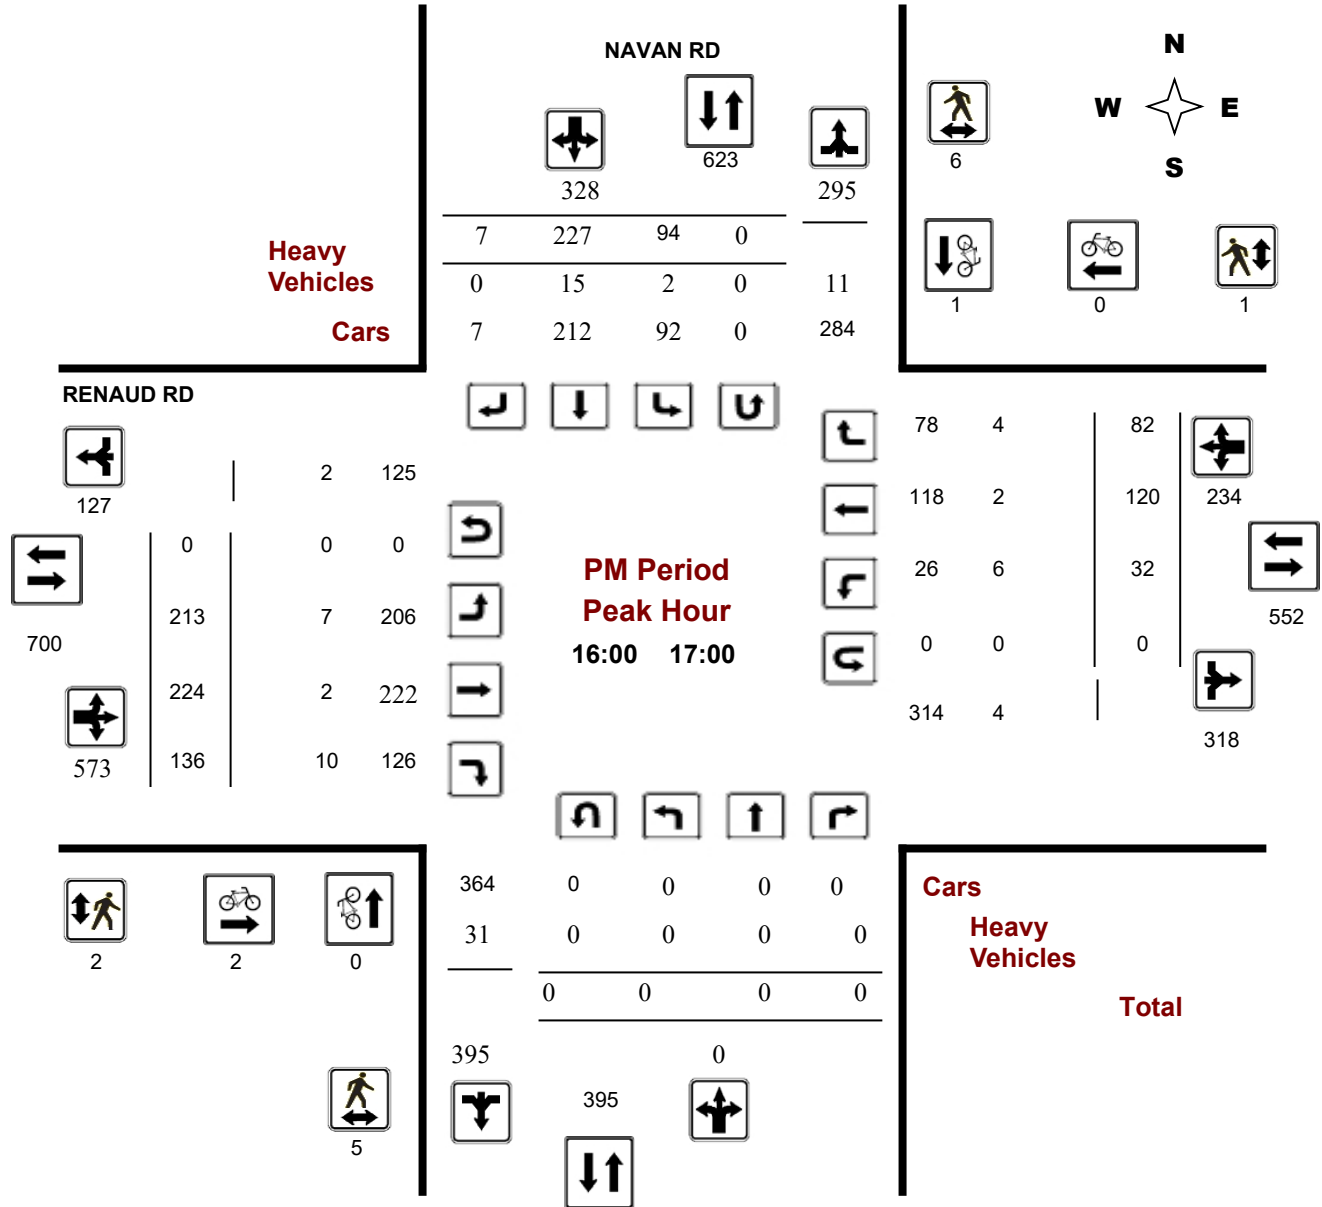 NAVAN RD
N
W E
S
623
6
328 295
7 227 94 0
Heavy
Vehicles
0 15 2 0 11
1 0 1
Cars 7 212 92 0 284
RENAUD RD
78 4 82
2 125
127
118 2 120 234
0 0 0
PM Period
26 6 32
Peak Hour
213 7 206
552
700
16:00 17:00
0 0 0
224 2 222
314 4
318
573 136 10 126
364 0 0 0 0 Cars
31 0 0 0 0 Heavy
Vehicles
2 2 0
0 0 0 0
Total
395 0
395
5